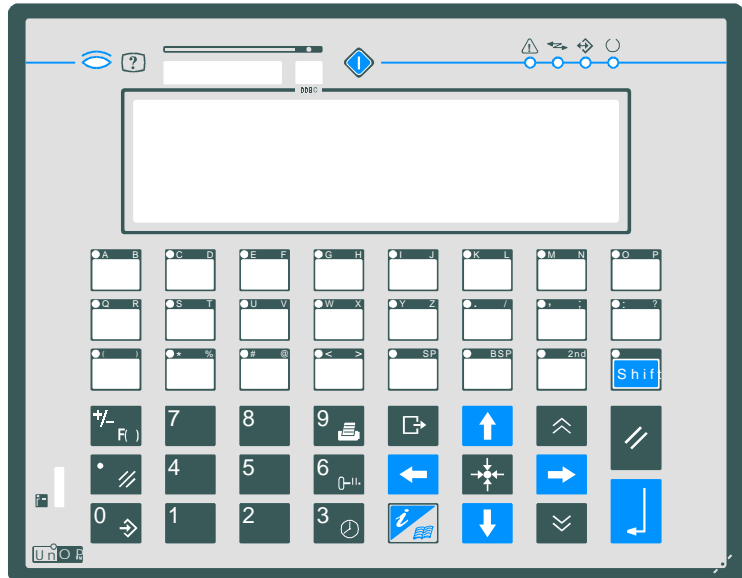 ?
A B C D E F G H I J K L M N O P
Q R S T U V W X Y Z . / , ; : ?
( ) * % # @ < > SP BSP 2nd
Shift
+/- F( ) 7 8 9
. 4 5 6
0 1 2 3 i